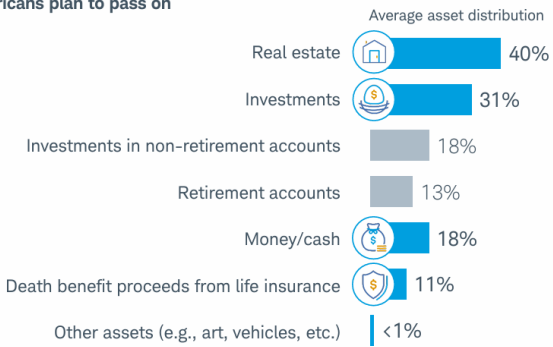 ricans plan to pass on
Average asset distribution
Real estate 40%
Investments 31%
Investments in non-retirement accounts 18%
Retirement accounts 13%
Money/cash 18%
Death benefit proceeds from life insurance 11%
Other assets (e.g., art, vehicles, etc.) <1%